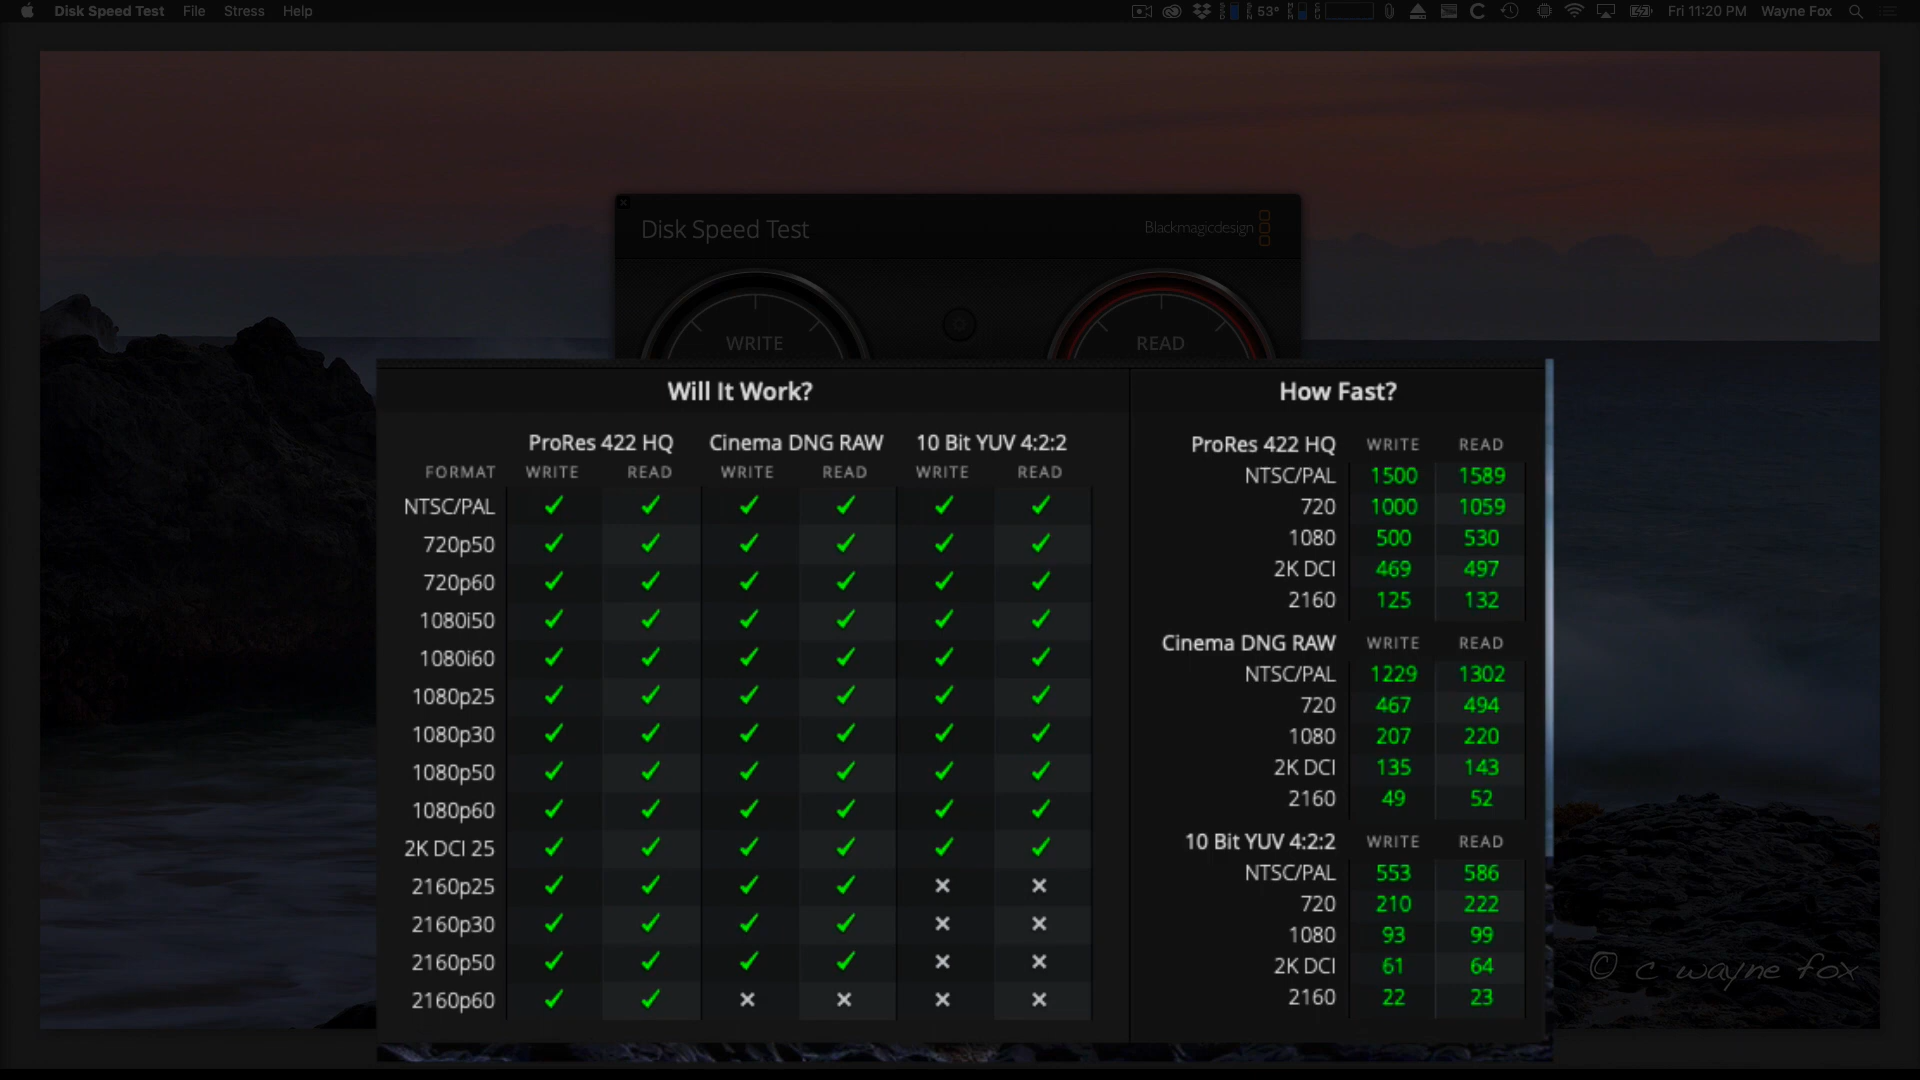 Disk Speed Test File Stress Help 53° Fri 11:20 PM Wayne Fox
Disk Speed Test Blackmagicdesign
WRITE READ
Will It Work?
ProRes 422 HQ Cinema DNG RAW 10 Bit YUV 4:2:2
FORMAT WRITE READ WRITE READ WRITE READ
NTSC/PAL ✓ ✓ ✓ ✓ ✓ ✓
720p50 ✓ ✓ ✓ ✓ ✓ ✓
720p60 ✓ ✓ ✓ ✓ ✓ ✓
1080i50 ✓ ✓ ✓ ✓ ✓ ✓
1080i60 ✓ ✓ ✓ ✓ ✓ ✓
1080p25 ✓ ✓ ✓ ✓ ✓ ✓
1080p30 ✓ ✓ ✓ ✓ ✓ ✓
1080p50 ✓ ✓ ✓ ✓ ✓ ✓
1080p60 ✓ ✓ ✓ ✓ ✓ ✓
2K DCI 25 ✓ ✓ ✓ ✓ ✓ ✓
2160p25 ✓ ✓ ✓ ✓ × ×
2160p30 ✓ ✓ ✓ ✓ × ×
2160p50 ✓ ✓ ✓ ✓ × ×
2160p60 ✓ ✓ × × × ×
How Fast?
ProRes 422 HQ WRITE READ
NTSC/PAL 1500 1589
720 1000 1059
1080 500 530
2K DCI 469 497
2160 125 132
Cinema DNG RAW WRITE READ
NTSC/PAL 1229 1302
720 467 494
1080 207 220
2K DCI 135 143
2160 49 52
10 Bit YUV 4:2:2 WRITE READ
NTSC/PAL 553 586
720 210 222
1080 93 99
2K DCI 61 64
2160 22 23
© c wayne fox